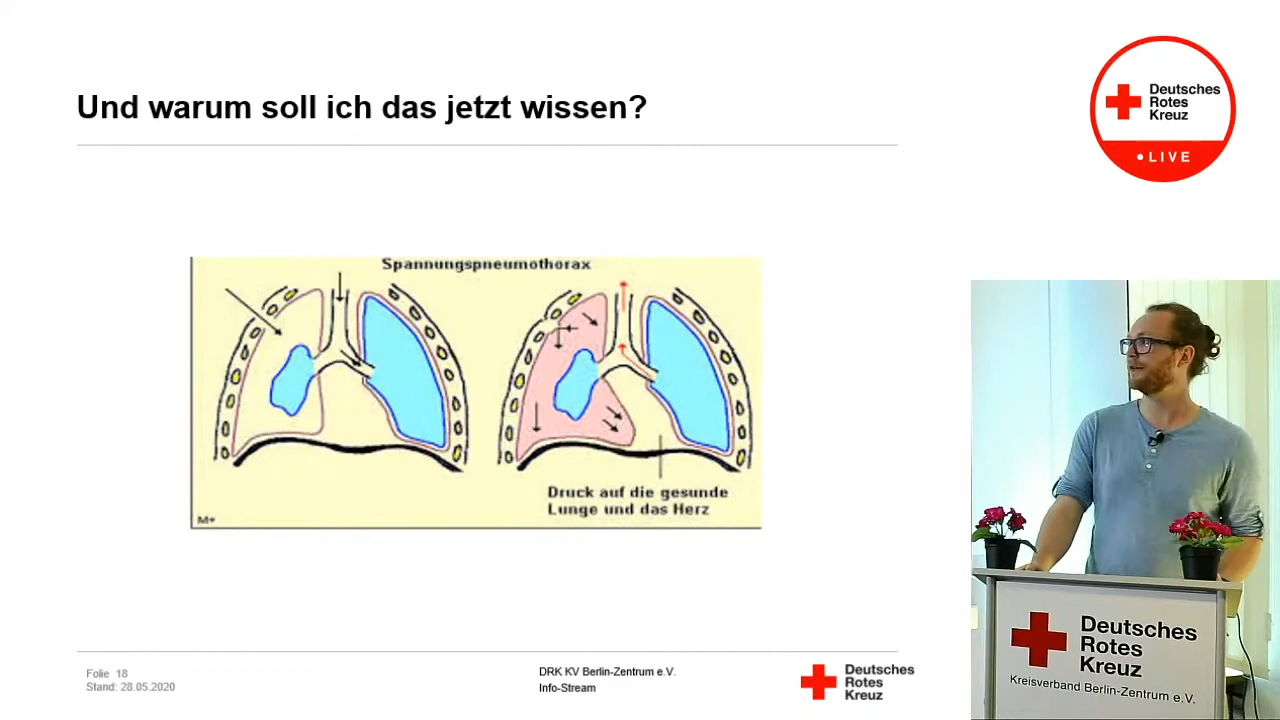 Und warum soll ich das jetzt wissen?
Deutsches
Rotes
Kreuz
•LIVE
Spannungspneumothorax
Druck auf die gesunde
Lunge und das Herz
M+
Deutsches
Rotes
Kreuz
Kreisverband Berlin-Zentrum e.V.
Folie 18
Stand: 28.05.2020
DRK KV Berlin-Zentrum e.V.
Info-Stream
Deutsches
Rotes
Kreuz